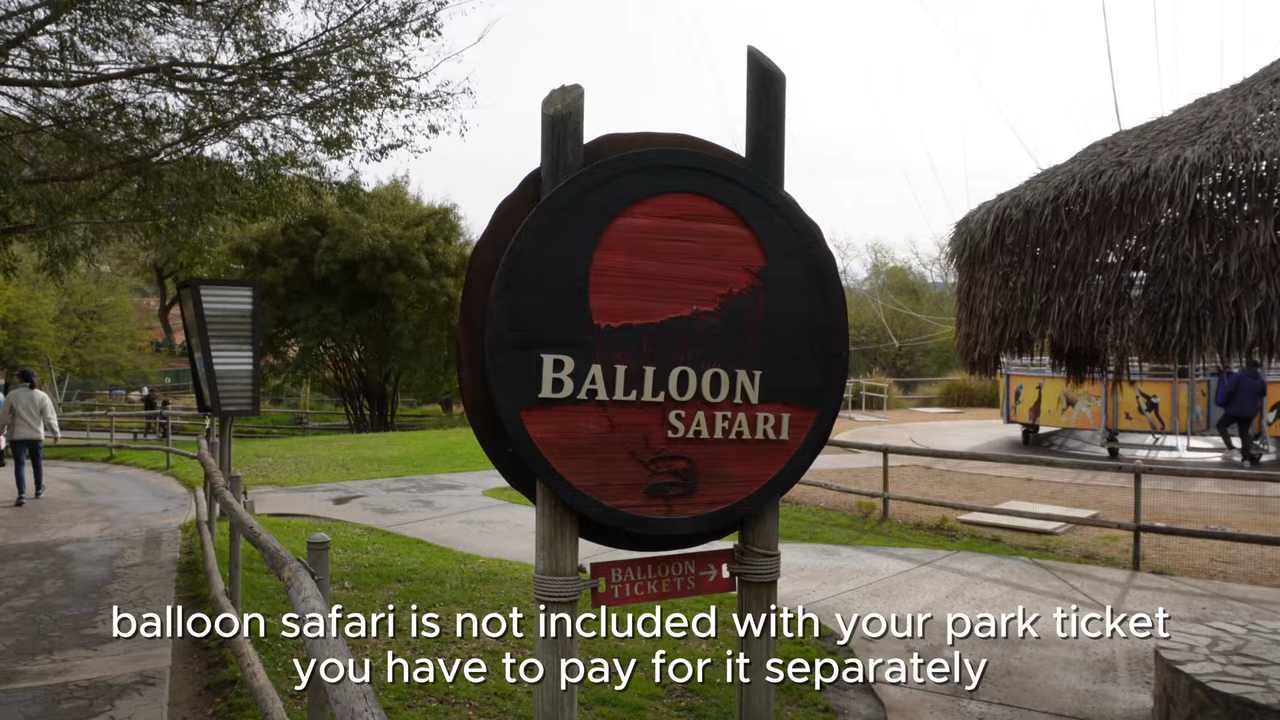 BALLOON
SAFARI
BALLOON
TICKETS
balloon safari is not included with your park ticket
you have to pay for it separately